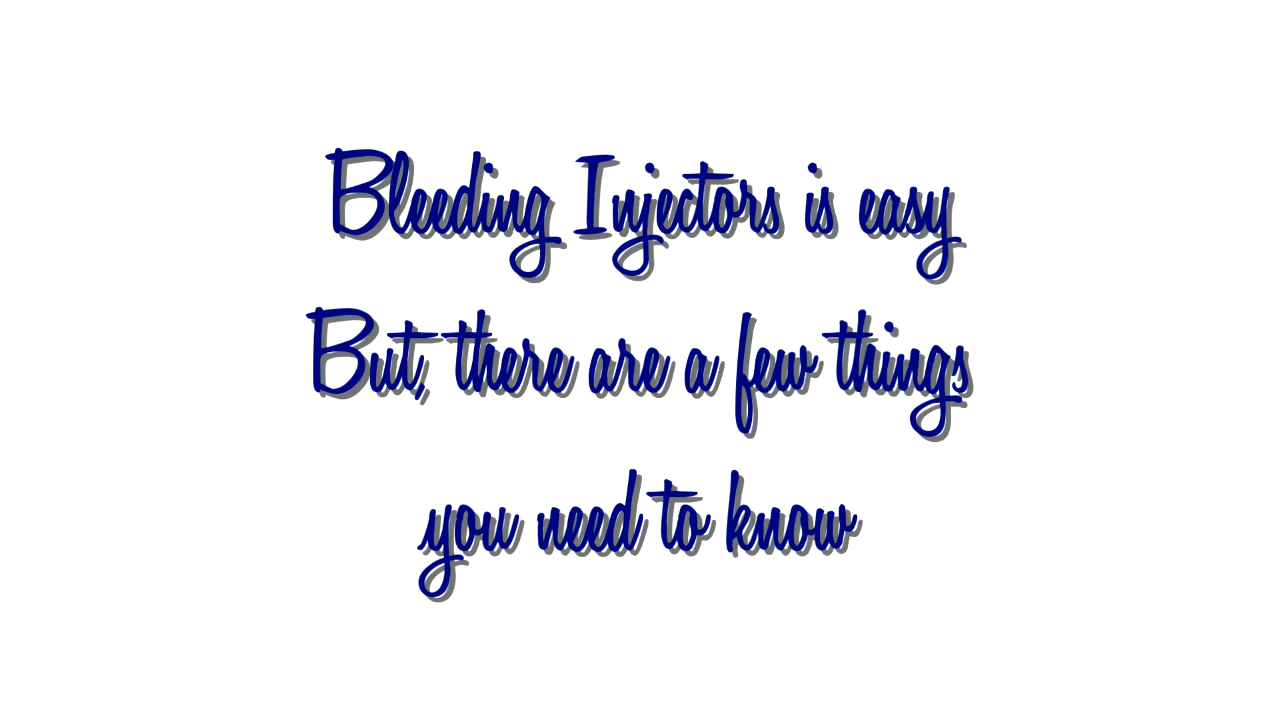 Bleeding Injectors is easy
But, there are a few things
you need to know